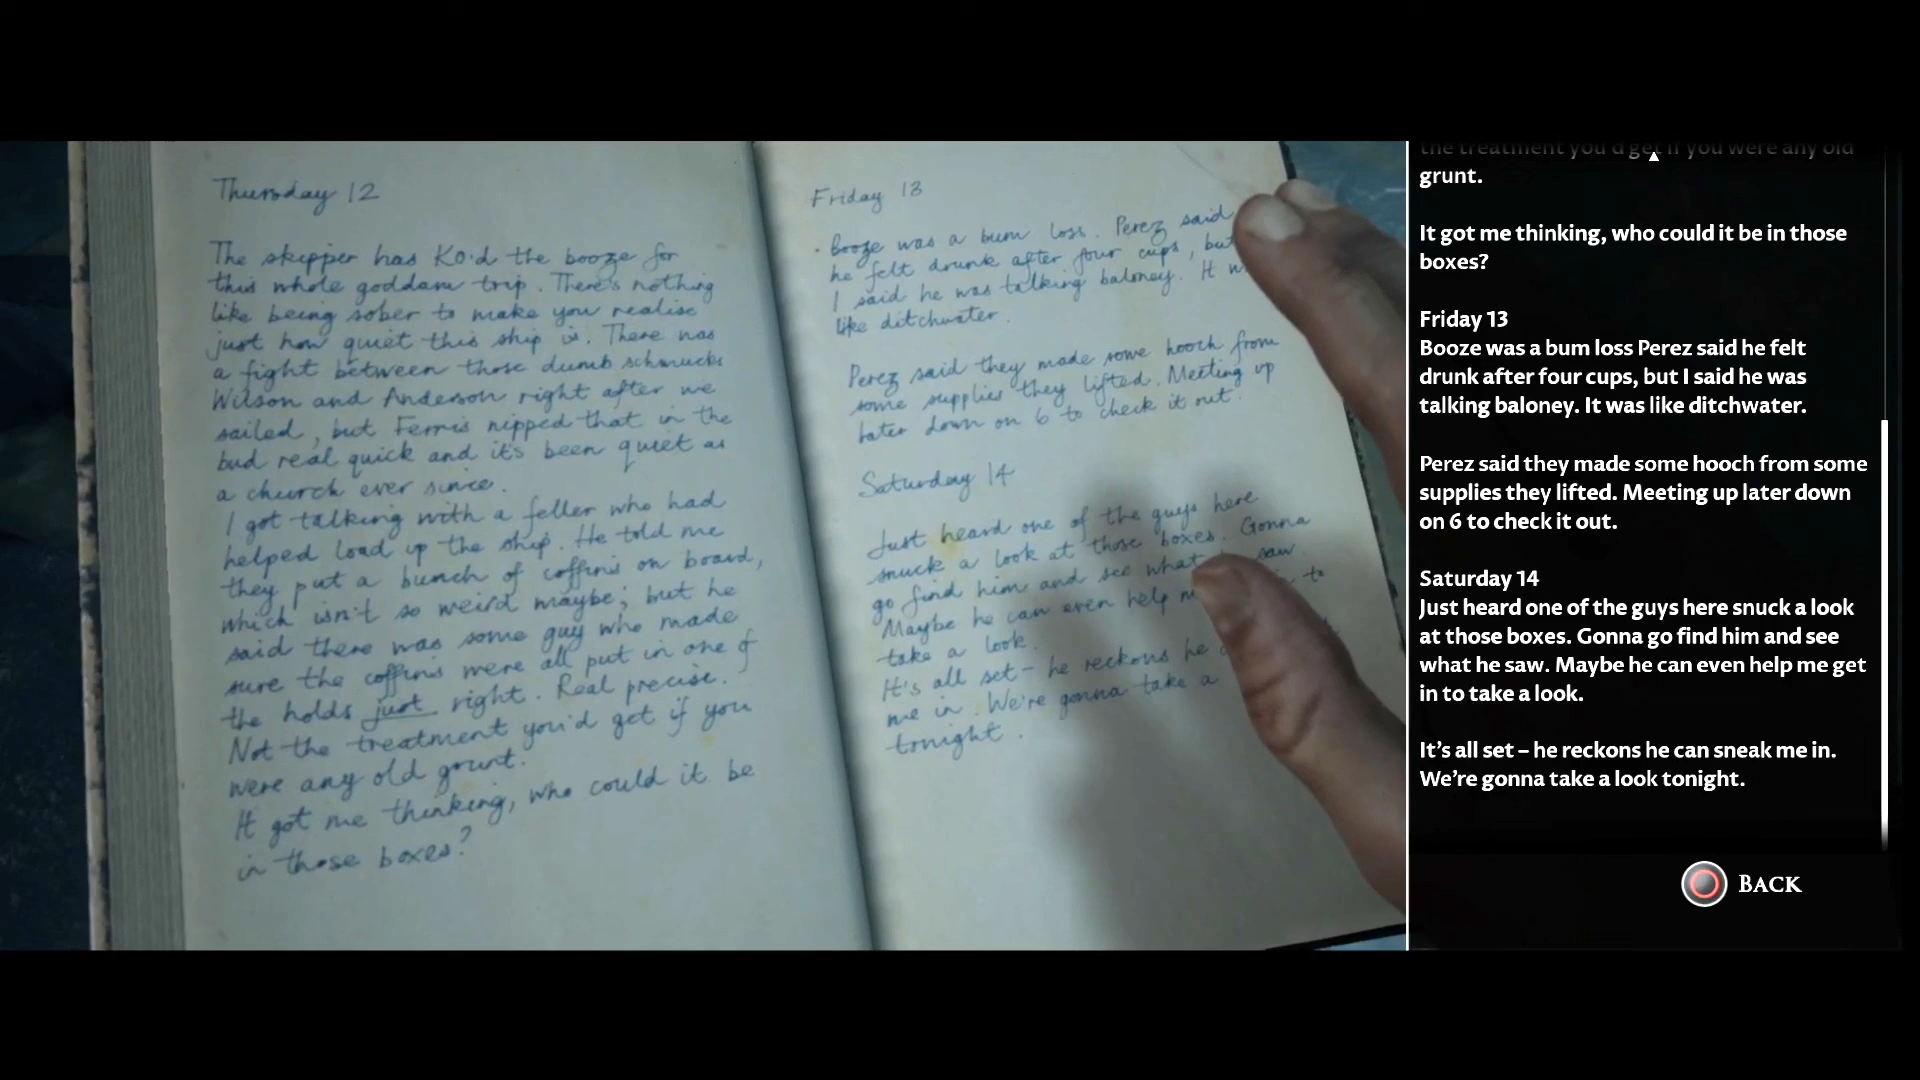 Thursday 12
The skipper has KO.d the booze for
this whole goddam trip. There's nothing
like being sober to make you realise
just how quiet this ship is. There was
a fight between those dumb schmucks
Wilson and Anderson right after we
sailed, but Ferris nipped that in the
bud real quick and it's been quiet as
a church ever since.
I got talking with a feller who had
helped load up the ship. He told me
they put a bunch of coffins on board,
which isn't so weird maybe; but he
said there was some guy who made
sure the coffins were all put in one of
the holds just right. Real precise.
Not the treatment you'd get if you
were any old grunt.
It got me thinking, who could it be
in those boxes?
Friday 13
Booze was a bum loss. Perez said
he felt drunk after four cups, but
I said he was talking baloney. It
like ditchwater.
Perez said they made some hooch from
some supplies they lifted. Meeting up
later down on 6 to check it out.
Saturday 14
Just heard one of the guys here
snuck a look at those boxes. Gonna
go find him and see what saw.
Maybe he can even help in to
take a look.
It's all set - he reckons he
me in. We're gonna take a
tonight.
the treatment you'd get if you were any old
grunt.
It got me thinking, who could it be in those
boxes?
Friday 13
Booze was a bum loss Perez said he felt
drunk after four cups, but I said he was
talking baloney. It was like ditchwater.
Perez said they made some hooch from some
supplies they lifted. Meeting up later down
on 6 to check it out.
Saturday 14
Just heard one of the guys here snuck a look
at those boxes. Gonna go find him and see
what he saw. Maybe he can even help me get
in to take a look.
It's all set – he reckons he can sneak me in.
We're gonna take a look tonight.
BACK